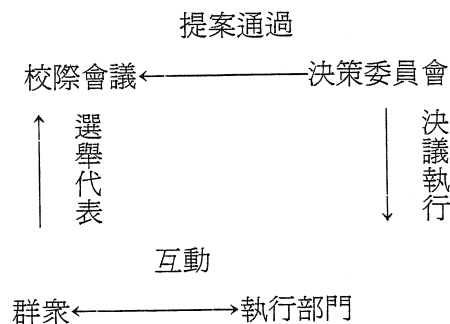 提案通過
校際會議 決策委員會
選舉代表
決議執行
互動
群衆 執行部門